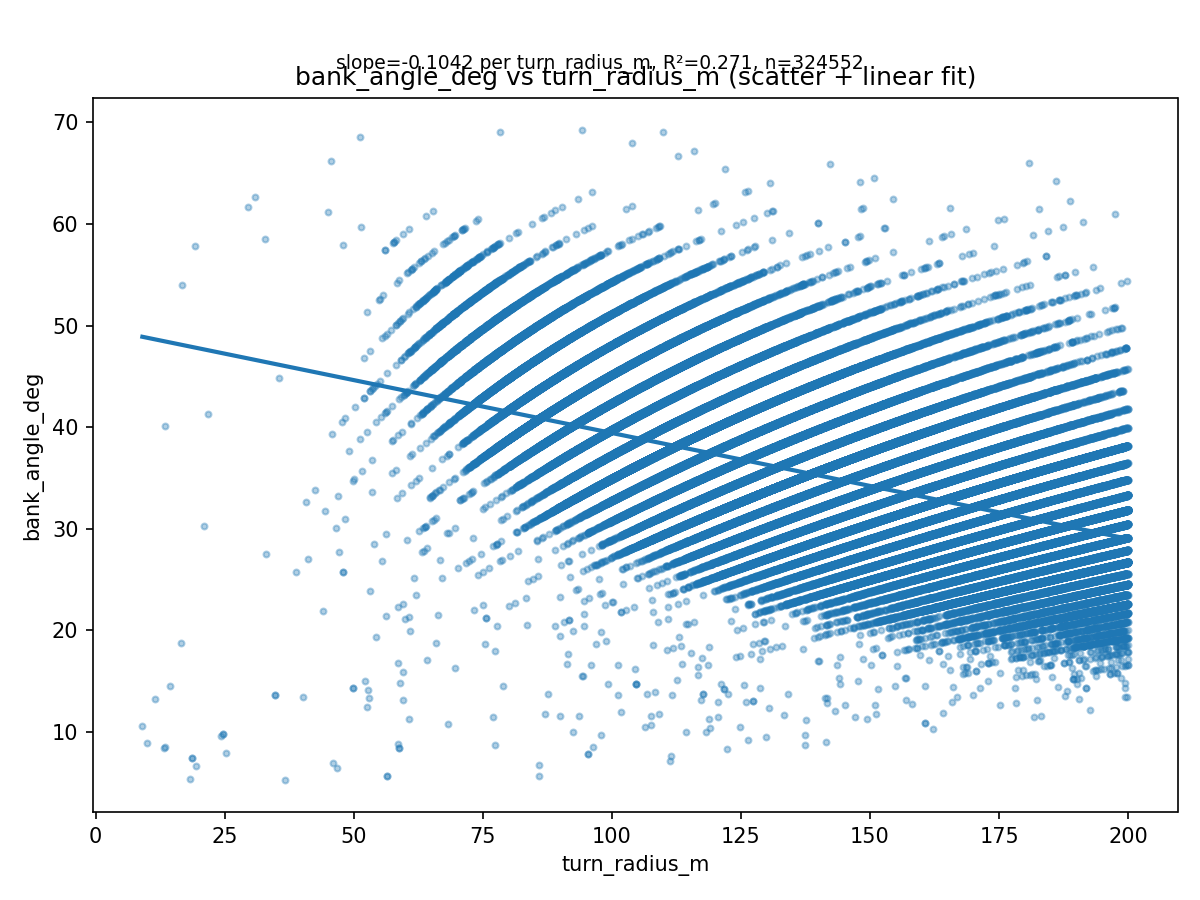 slope=-0.1042 per turn_radius_m, R²=0.271, n=324552
bank_angle_deg vs turn_radius_m (scatter + linear fit)
70
60
50
40
30
20
10
bank_angle_deg
0 25 50 75 100 125 150 175 200
turn_radius_m